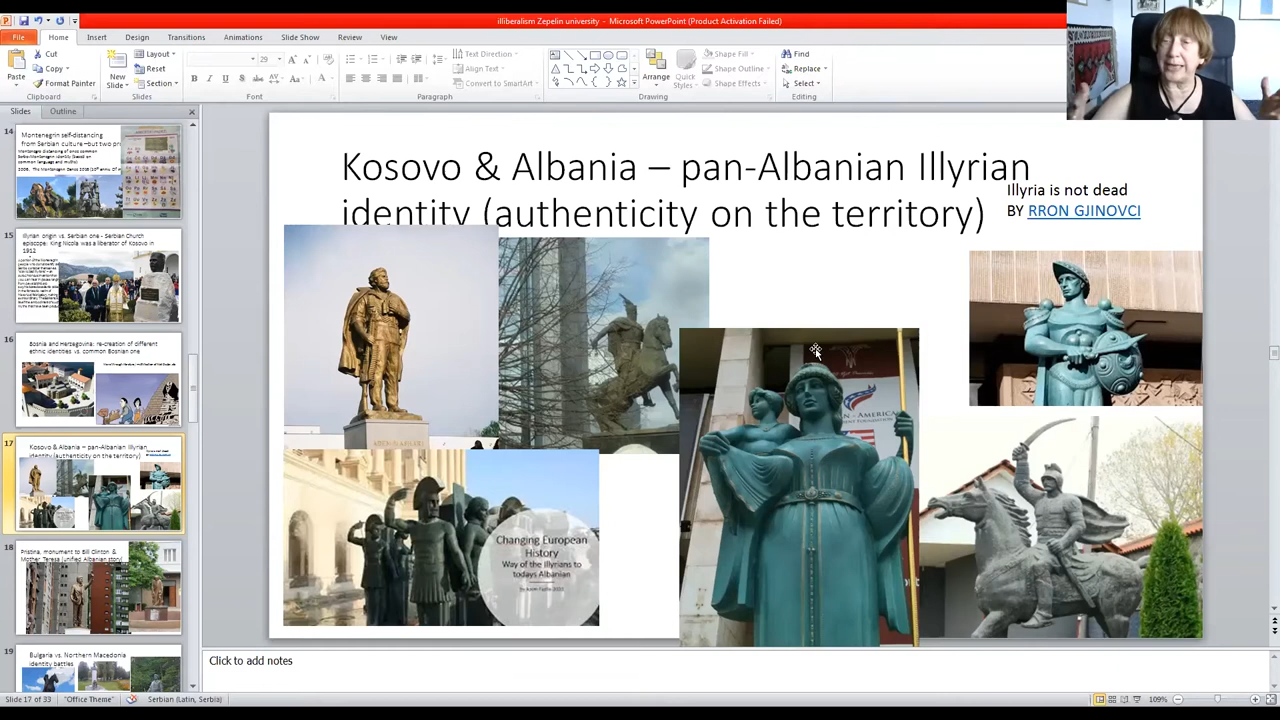 illiberalism Zepelin university - Microsoft PowerPoint (Product Activation Failed)
File Home Insert Design Transitions Animations Slide Show Review View
Cut
Copy
Format Painter
Paste
Clipboard
New
Slide
Layout
Reset
Section
Slides
29
Font
Text Direction
Align Text
Convert to SmartArt
Paragraph
Arrange
Quick
Styles
Shape Fill
Shape Outline
Shape Effects
Drawing
Find
Replace
Select
Editing
Slides Outline
14
Montenegrin self-distancing
from Serbian culture –but two pr
15
Illyrian origin vs. Serbian one - Serbian Church
episcope: King Nicola was a liberator of Kosovo in
1912
16
Bosnia and Herzegovina: re-creation of different
ethnic identities vs. common Bosnian one
17
Kosovo & Albania – pan-Albanian Illyrian
identity (authenticity on the territory)
18
Pristina, monument to Bill Clinton &
Mother Teresa (unified Albanian story)
19
Bulgaria vs. Northern Macedonia
identity battles
Kosovo & Albania – pan-Albanian Illyrian
identity (authenticity on the territory)
Illyria is not dead
BY RRON GJINOVCI
Changing European
History
Way of the Illyrians to
todays Albanian
N - AMERICA
Click to add notes
Slide 17 of 33
"Office Theme"
Serbian (Latin, Serbia)
109%